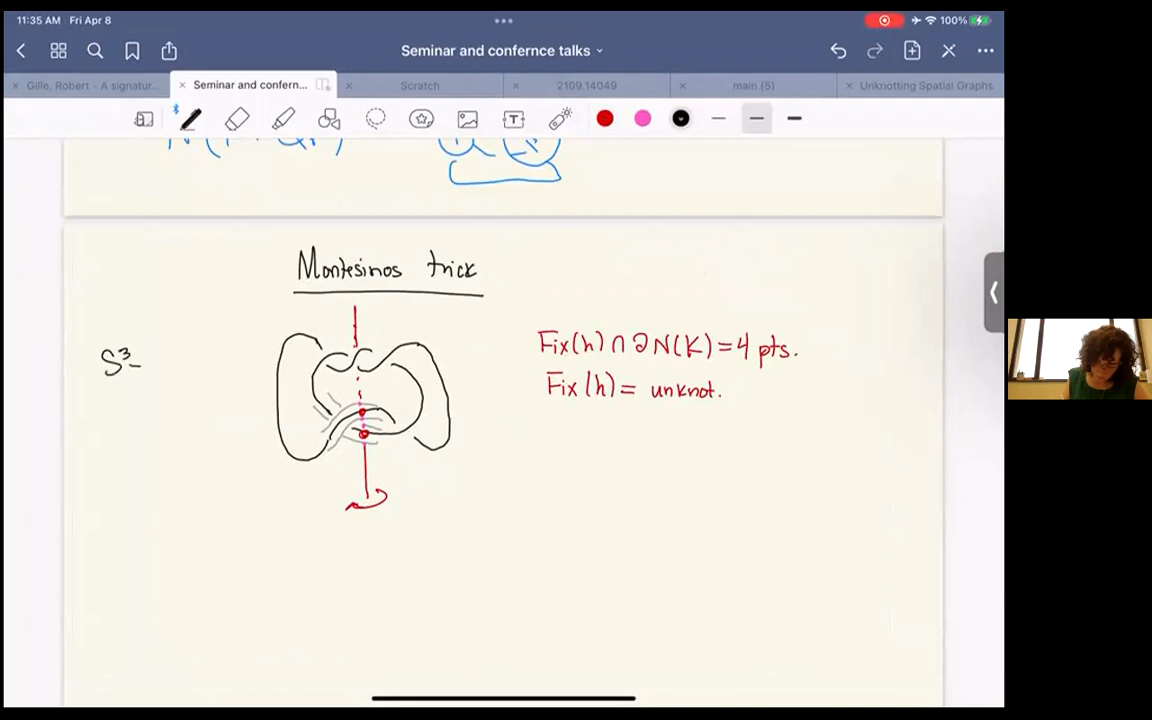 11:35 AM Fri Apr 8
100%
Seminar and confernce talks
Gille, Robert - A signatur...
Seminar and confern...
Scratch
2109.14049
main (5)
Unknotting Spatial Graphs
Montesinos trick
S³-
Fix(h) ∩ ∂N(K) = 4 pts.
Fix(h) = unknot.